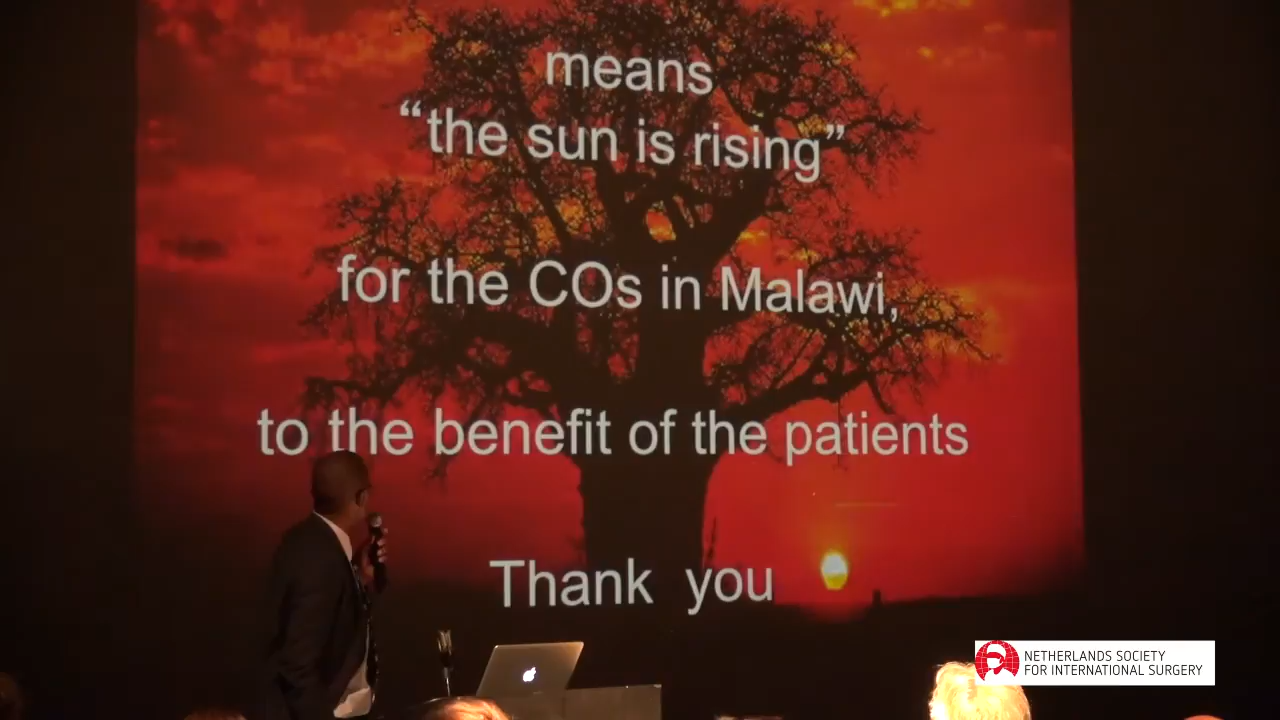 means
“the sun is rising”
for the COs in Malawi,
to the benefit of the patients
Thank you
NETHERLANDS SOCIETY
FOR INTERNATIONAL SURGERY